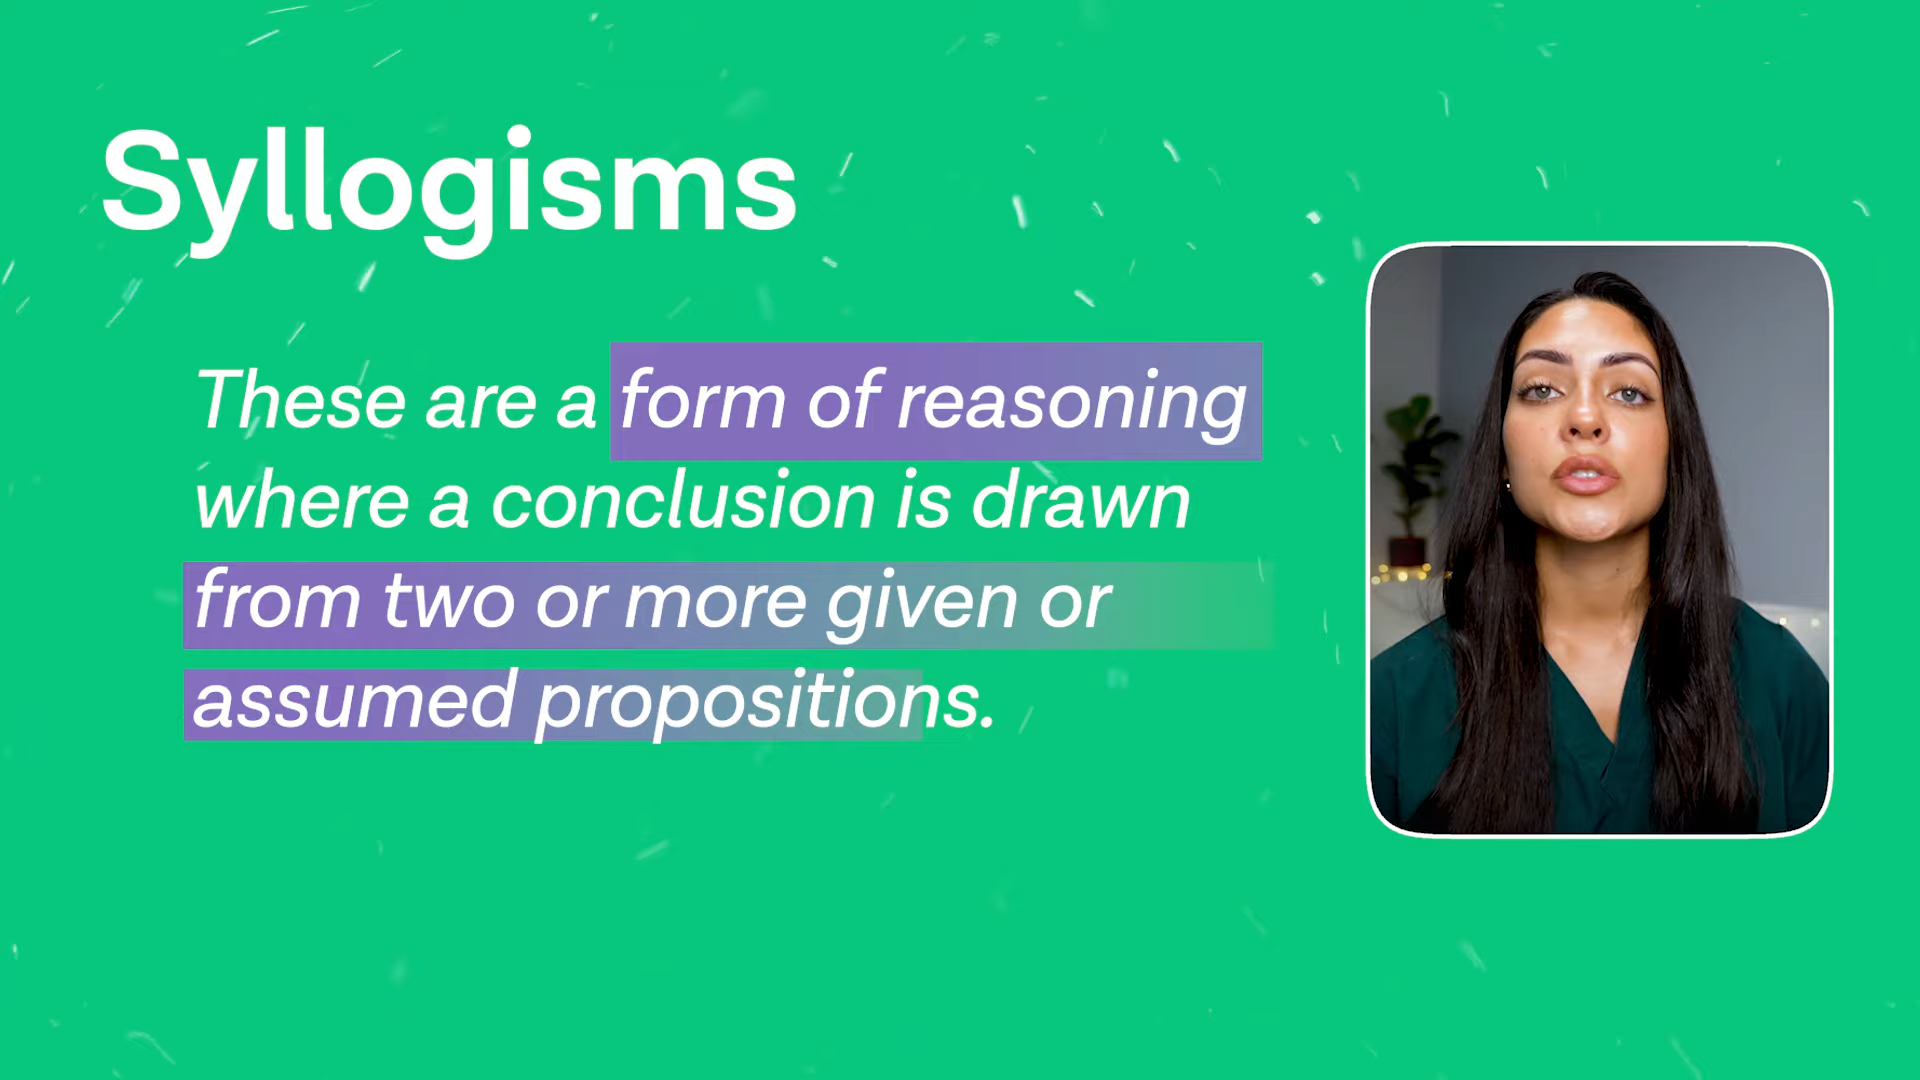 Syllogisms
These are a form of reasoning
where a conclusion is drawn
from two or more given or
assumed propositions.